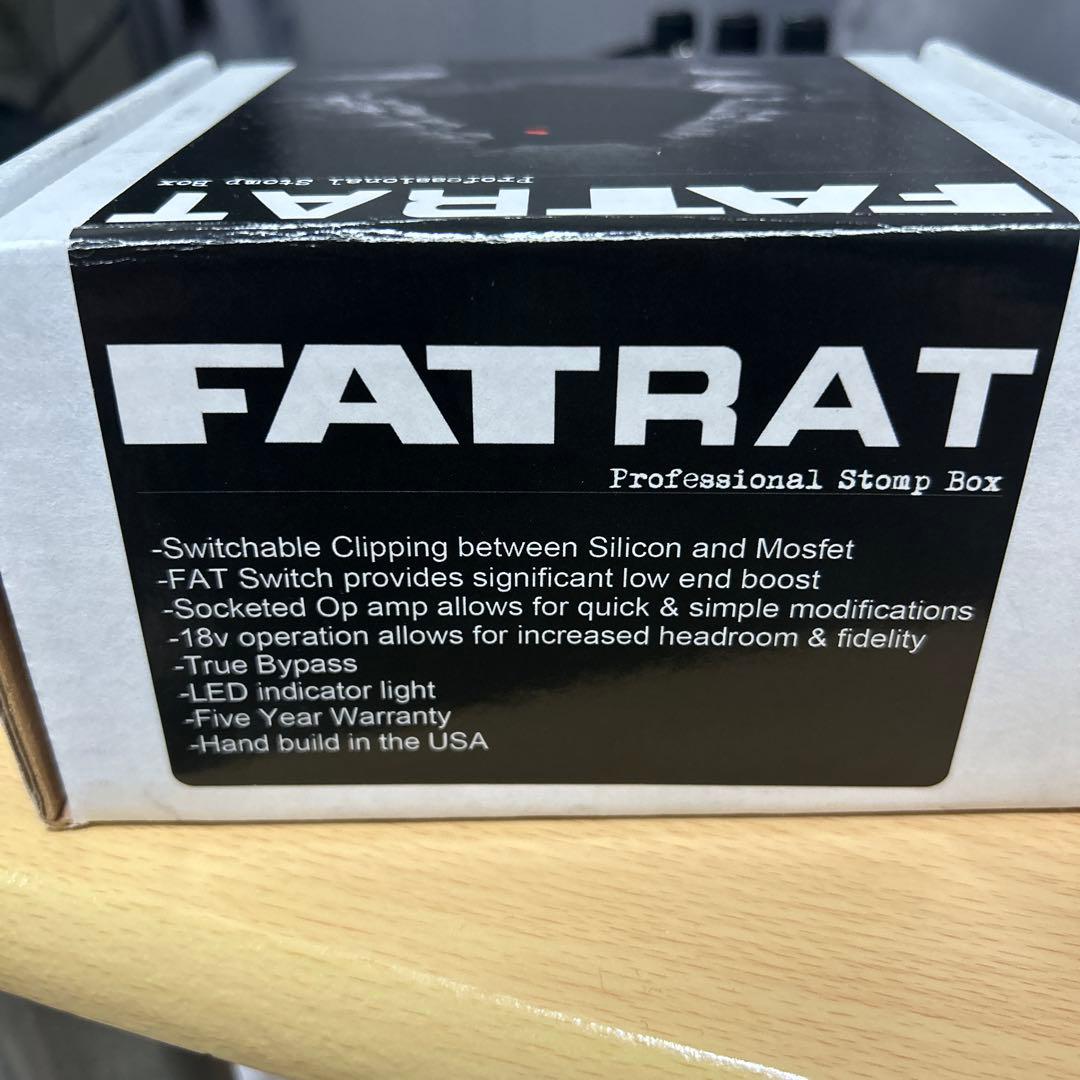 FATRAT
Professional Stomp Box
FATRAT
Professional Stomp Box
-Switchable Clipping between Silicon and Mosfet
-FAT Switch provides significant low end boost
-Socketed Op amp allows for quick & simple modifications
-18v operation allows for increased headroom & fidelity
-True Bypass
-LED indicator light
-Five Year Warranty
-Hand build in the USA